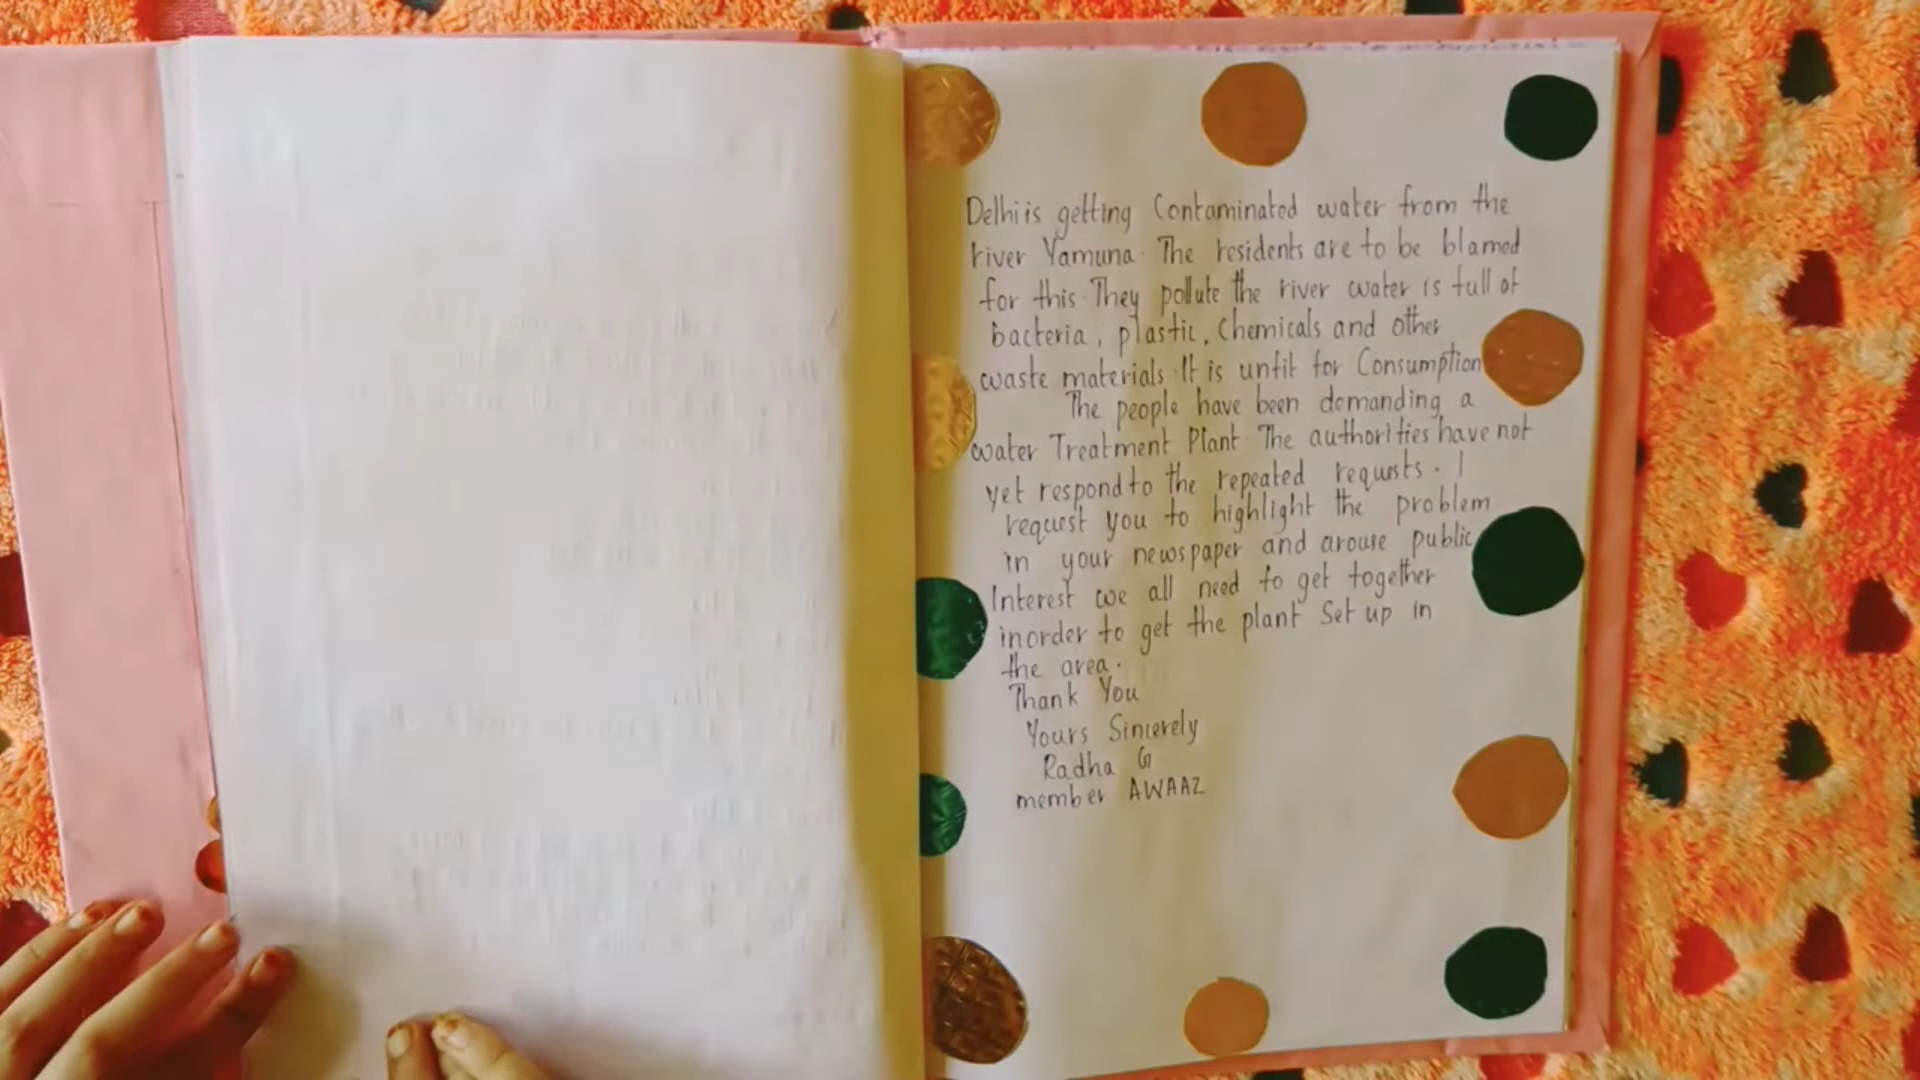 Delhi is getting Contaminated water from the
river Yamuna. The residents are to be blamed
for this. They pollute the river water is full of
bacteria, plastic, Chemicals and other
waste materials. It is unfit for Consumption
The people have been demanding a
water Treatment Plant. The authorities have not
yet respond to the repeated requests. I
request you to highlight the problem
in your newspaper and arouse public
Interest we all need to get together
inorder to get the plant Set up in
the area.
Thank You
Yours Sincerely
Radha G
member AWAAZ